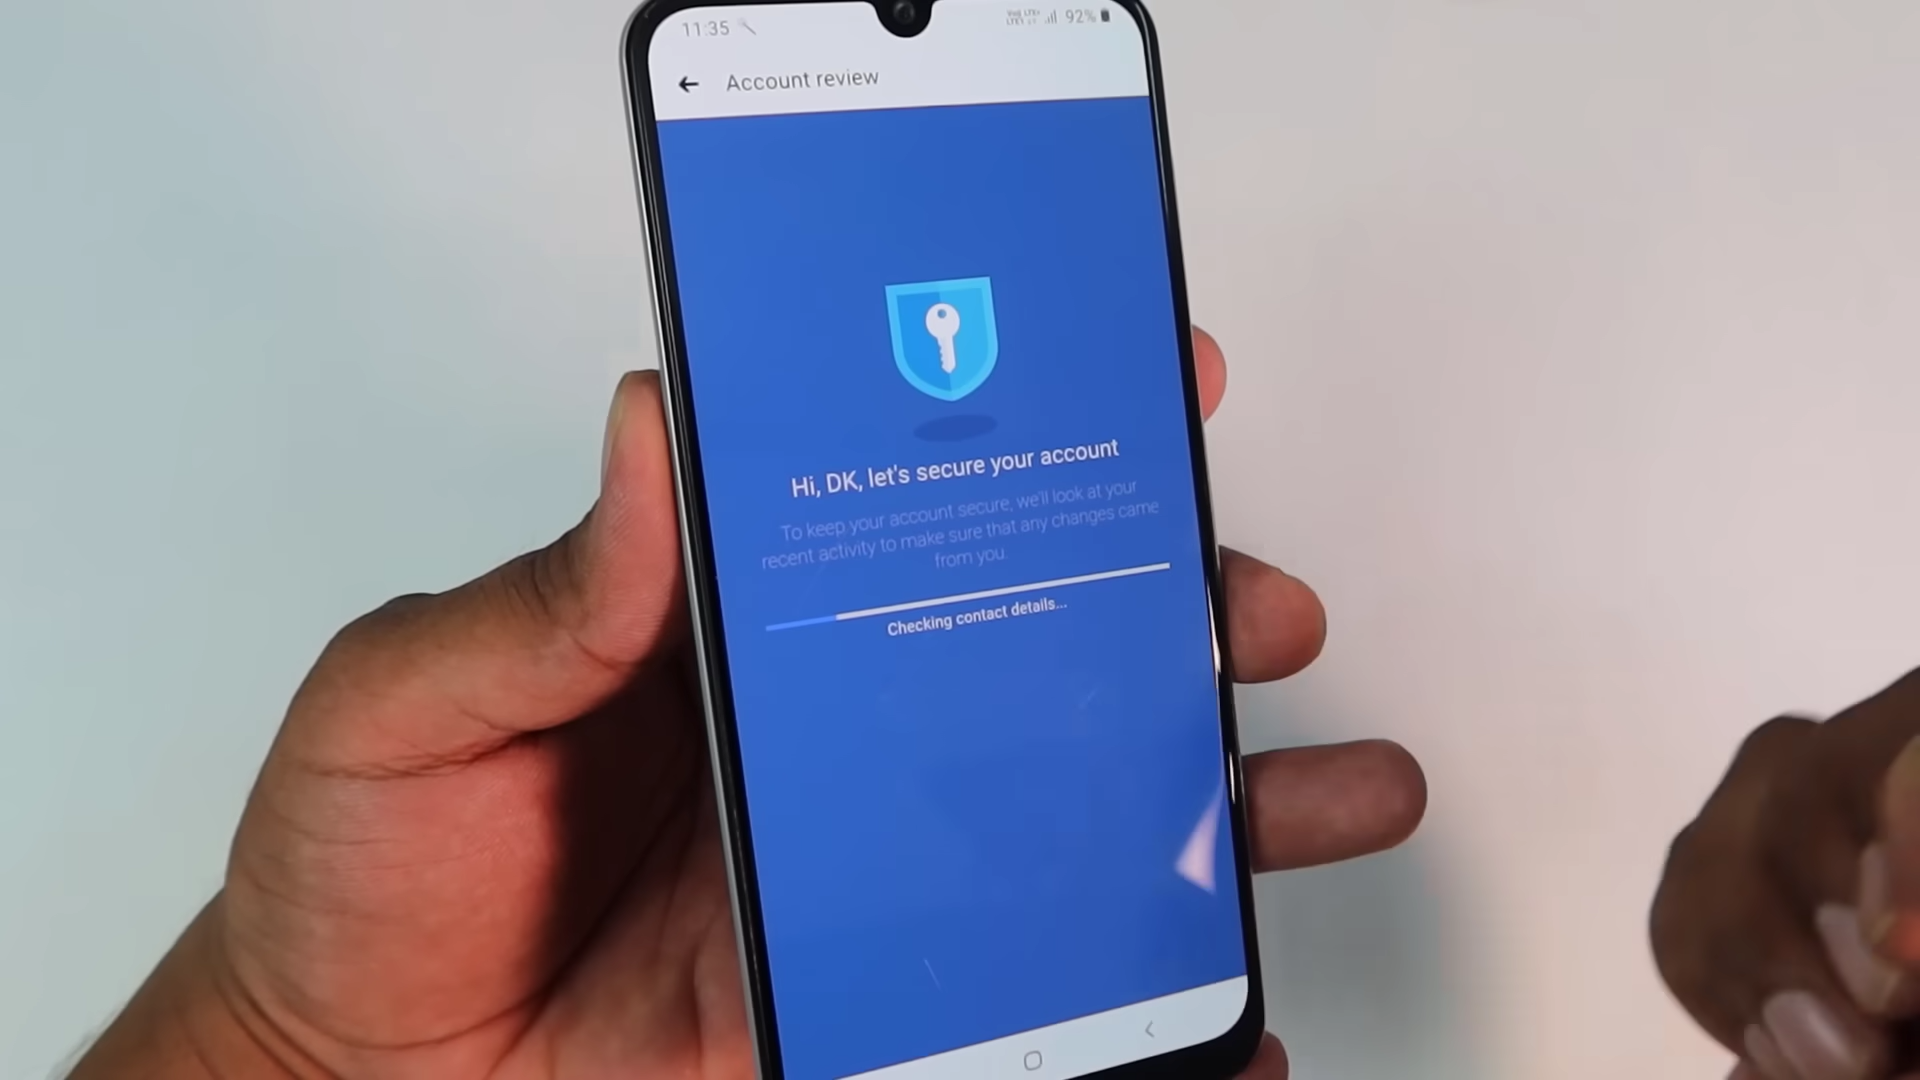 11:35 92%
Account review
Hi, DK, let's secure your account
To keep your account secure, we'll look at your
recent activity to make sure that any changes came
from you.
Checking contact details...